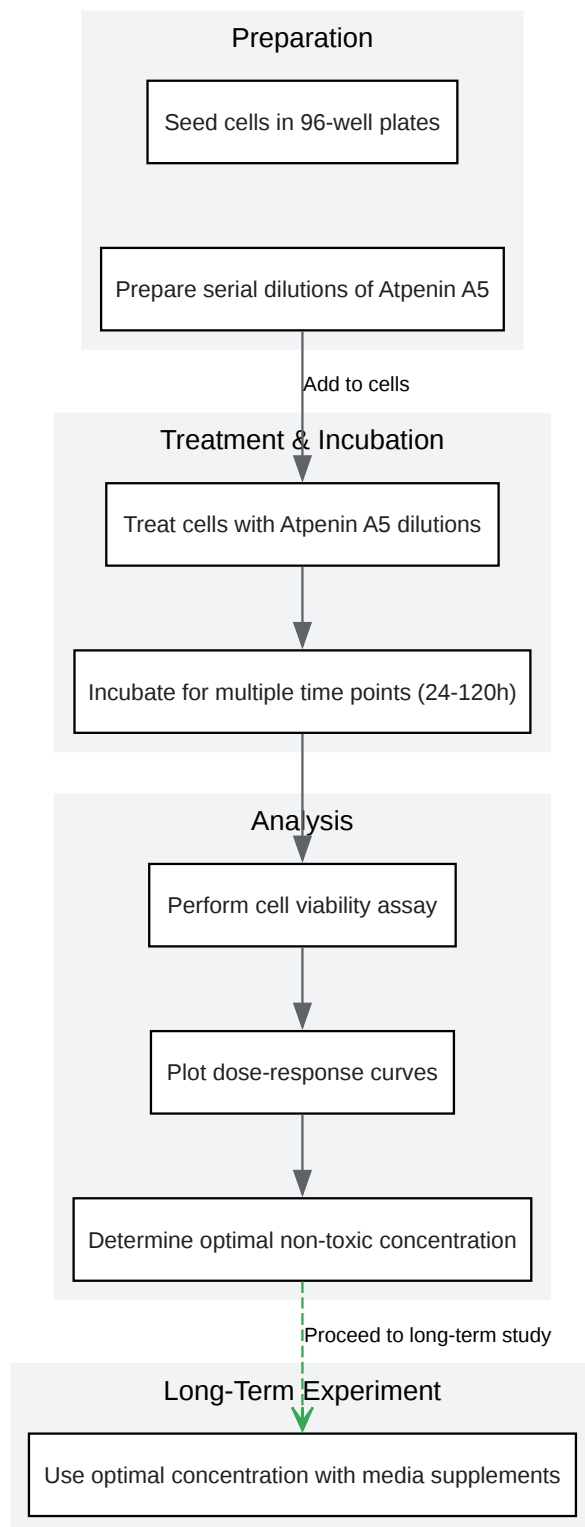 Preparation
Seed cells in 96-well plates
Prepare serial dilutions of Atpenin A5
Add to cells
Treatment & Incubation
Treat cells with Atpenin A5 dilutions
Incubate for multiple time points (24-120h)
Analysis
Perform cell viability assay
Plot dose-response curves
Determine optimal non-toxic concentration
Proceed to long-term study
Long-Term Experiment
Use optimal concentration with media supplements